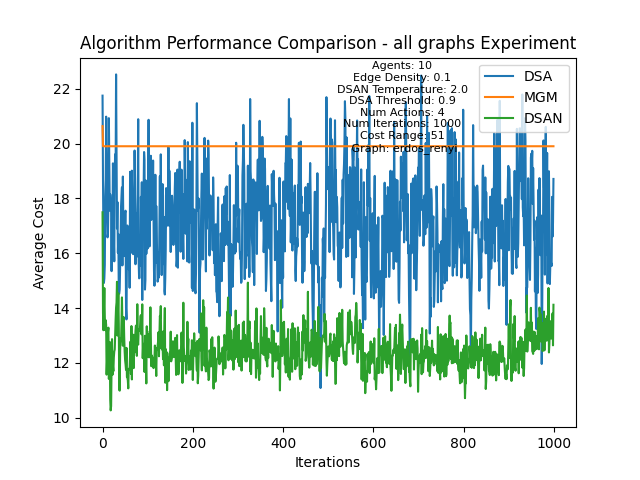 Algorithm Performance Comparison - all graphs Experiment
Agents: 10
Edge Density: 0.1
DSAN Temperature: 2.0
DSA Threshold: 0.9
Num Actions: 4
Num Iterations: 1000
Cost Range: 51
Graph: erdos_renyi
DSA
MGM
DSAN
22
20
18
16
14
12
10
Average Cost
0 200 400 600 800 1000
Iterations